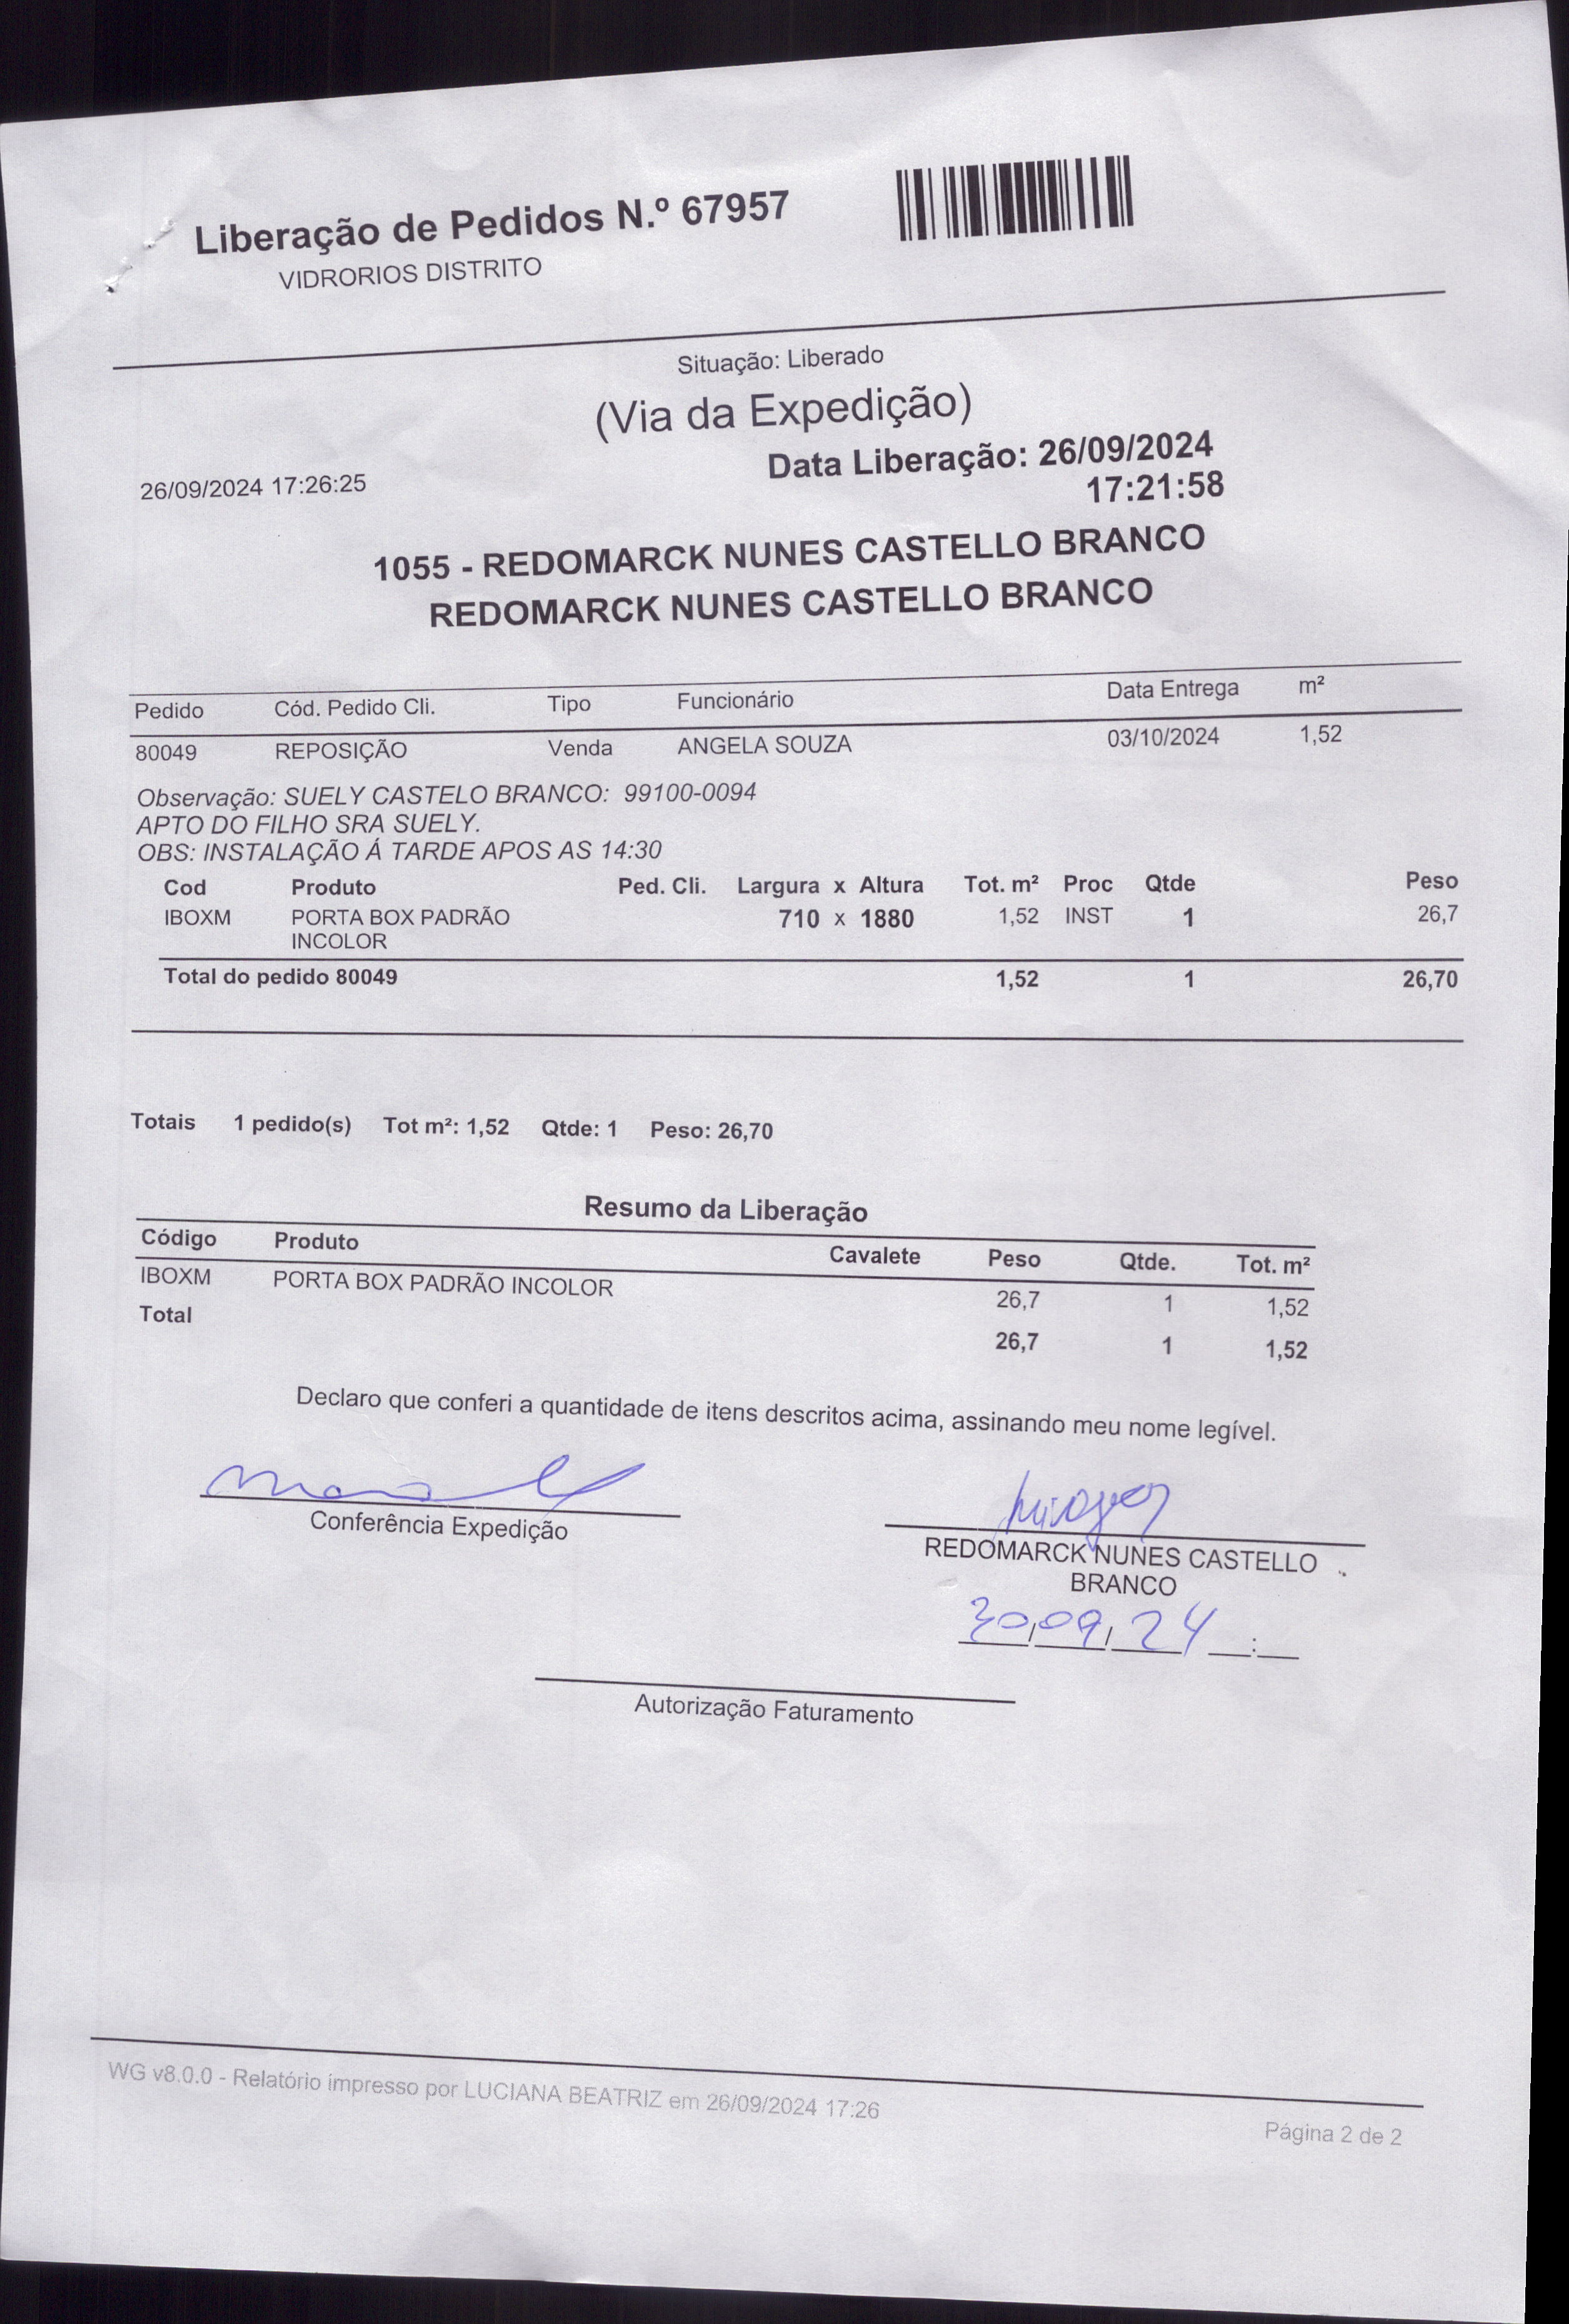 Liberação de Pedidos N.º 67957
VIDRORIOS DISTRITO
Situação: Liberado
(Via da Expedição)
26/09/2024 17:26:25
Data Liberação: 26/09/2024
17:21:58
1055 - REDOMARCK NUNES CASTELLO BRANCO
REDOMARCK NUNES CASTELLO BRANCO
Pedido Cód. Pedido Cli. Tipo Funcionário Data Entrega m²
80049 REPOSIÇÃO Venda ANGELA SOUZA 03/10/2024 1,52
Observação: SUELY CASTELO BRANCO: 99100-0094
APTO DO FILHO SRA SUELY.
OBS: INSTALAÇÃO Á TARDE APOS AS 14:30
Cod Produto Ped. Cli. Largura x Altura Tot. m² Proc Qtde Peso
IBOXM PORTA BOX PADRÃO 710 x 1880 1,52 INST 1 26,7
INCOLOR
Total do pedido 80049 1,52 1 26,70
Totais 1 pedido(s) Tot m²: 1,52 Qtde: 1 Peso: 26,70
Resumo da Liberação
Código Produto Cavalete Peso Qtde. Tot. m²
IBOXM PORTA BOX PADRÃO INCOLOR 26,7 1 1,52
Total 26,7 1 1,52
Declaro que conferi a quantidade de itens descritos acima, assinando meu nome legível.
Conferência Expedição
REDOMARCK NUNES CASTELLO
BRANCO
30/09/24 __:__
Autorização Faturamento
WG v8.0.0 - Relatório impresso por LUCIANA BEATRIZ em 26/09/2024 17:26
Página 2 de 2